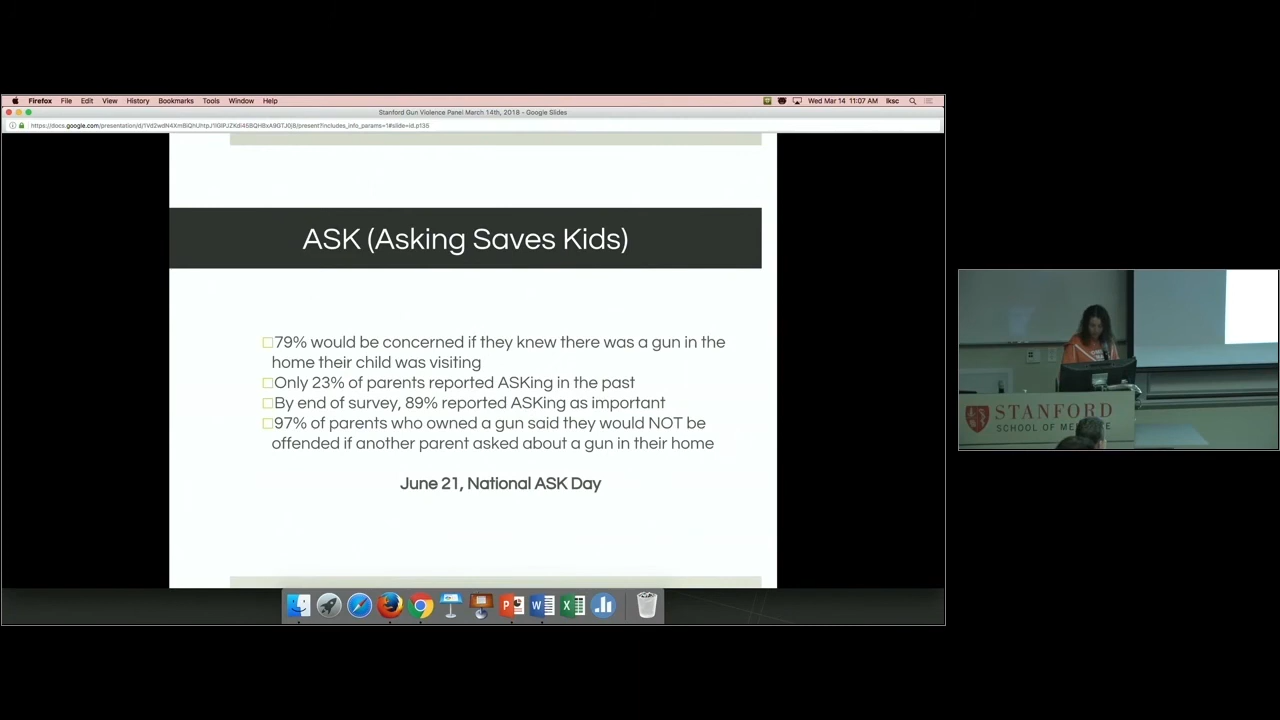 Firefox File Edit View History Bookmarks Tools Window Help
Wed Mar 14 11:07 AM lksc
Stanford Gun Violence Panel March 14th, 2018 - Google Slides
ASK (Asking Saves Kids)
79% would be concerned if they knew there was a gun in the
home their child was visiting
Only 23% of parents reported ASKing in the past
By end of survey, 89% reported ASKing as important
97% of parents who owned a gun said they would NOT be
offended if another parent asked about a gun in their home
June 21, National ASK Day
STANFORD
SCHOOL OF